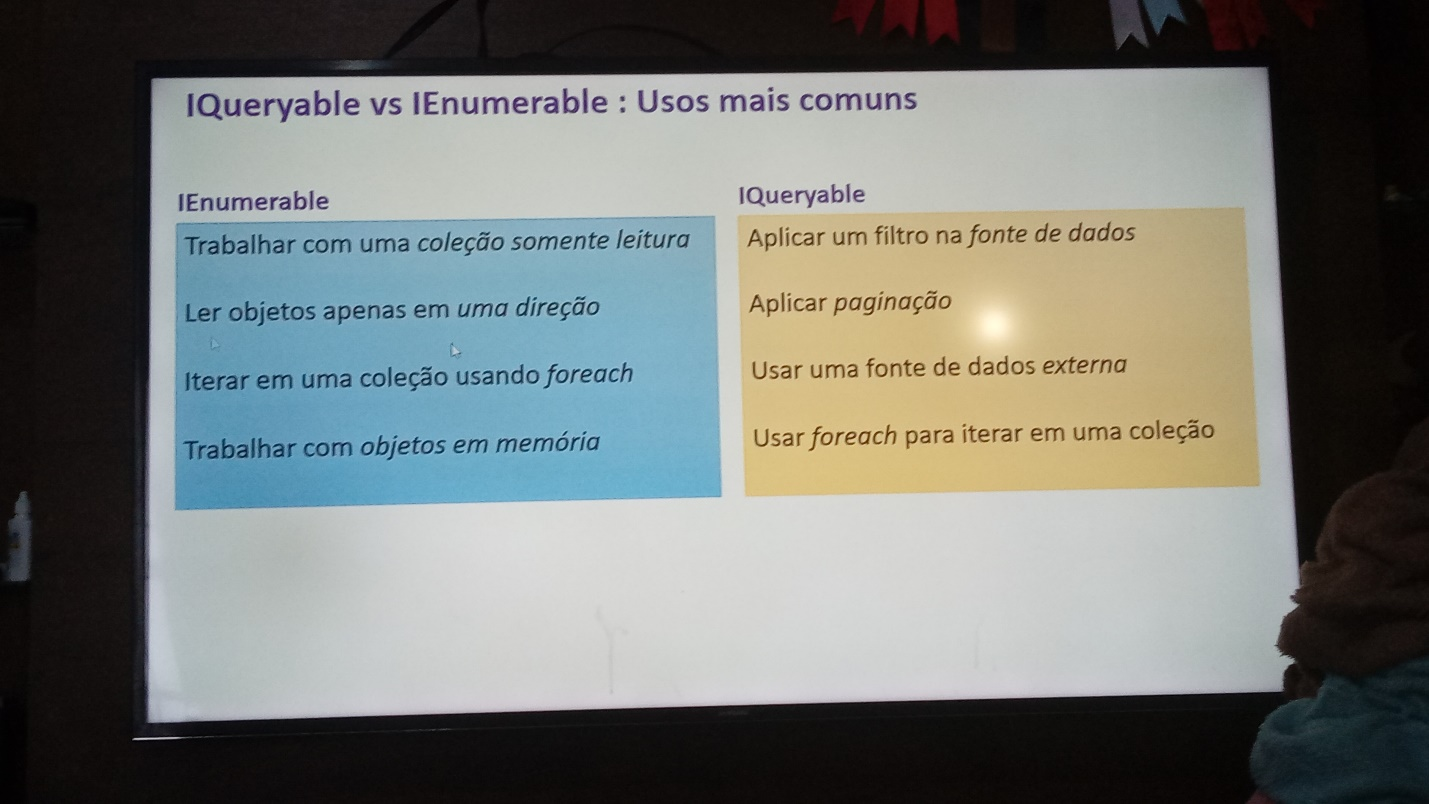 IQueryable vs IEnumerable : Usos mais comuns
IEnumerable
Trabalhar com uma coleção somente leitura
Ler objetos apenas em uma direção
Iterar em uma coleção usando foreach
Trabalhar com objetos em memória
IQueryable
Aplicar um filtro na fonte de dados
Aplicar paginação
Usar uma fonte de dados externa
Usar foreach para iterar em uma coleção